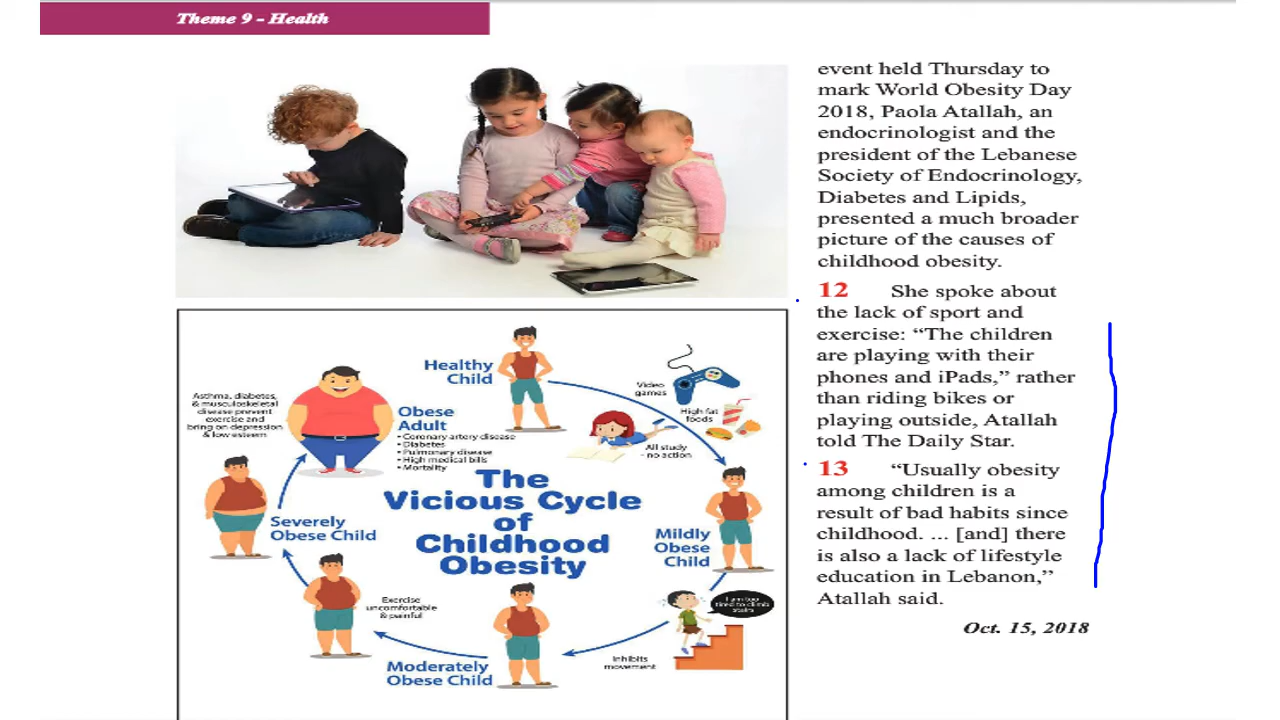 Theme 9 - Health
event held Thursday to
mark World Obesity Day
2018, Paola Atallah, an
endocrinologist and the
president of the Lebanese
Society of Endocrinology,
Diabetes and Lipids,
presented a much broader
picture of the causes of
childhood obesity.
12 She spoke about
the lack of sport and
exercise: “The children
are playing with their
phones and iPads,” rather
than riding bikes or
playing outside, Atallah
told The Daily Star.
13 “Usually obesity
among children is a
result of bad habits since
childhood. ... [and] there
is also a lack of lifestyle
education in Lebanon,”
Atallah said.
Oct. 15, 2018
The
Vicious Cycle
of
Childhood
Obesity
Healthy
Child
Video
games
High fat
foods
All study
- no action
Mildly
Obese
Child
I am too
tired to climb
stairs
Inhibits
movement
Moderately
Obese Child
Exercise
uncomfortable
& painful
Severely
Obese Child
Asthma, diabetes,
& musculoskeletal
disease prevent
exercise and
bring on depression
& low esteem
Obese
Adult
• Coronary artery disease
• Diabetes
• Pulmonary disease
• High medical bills
• Mortality